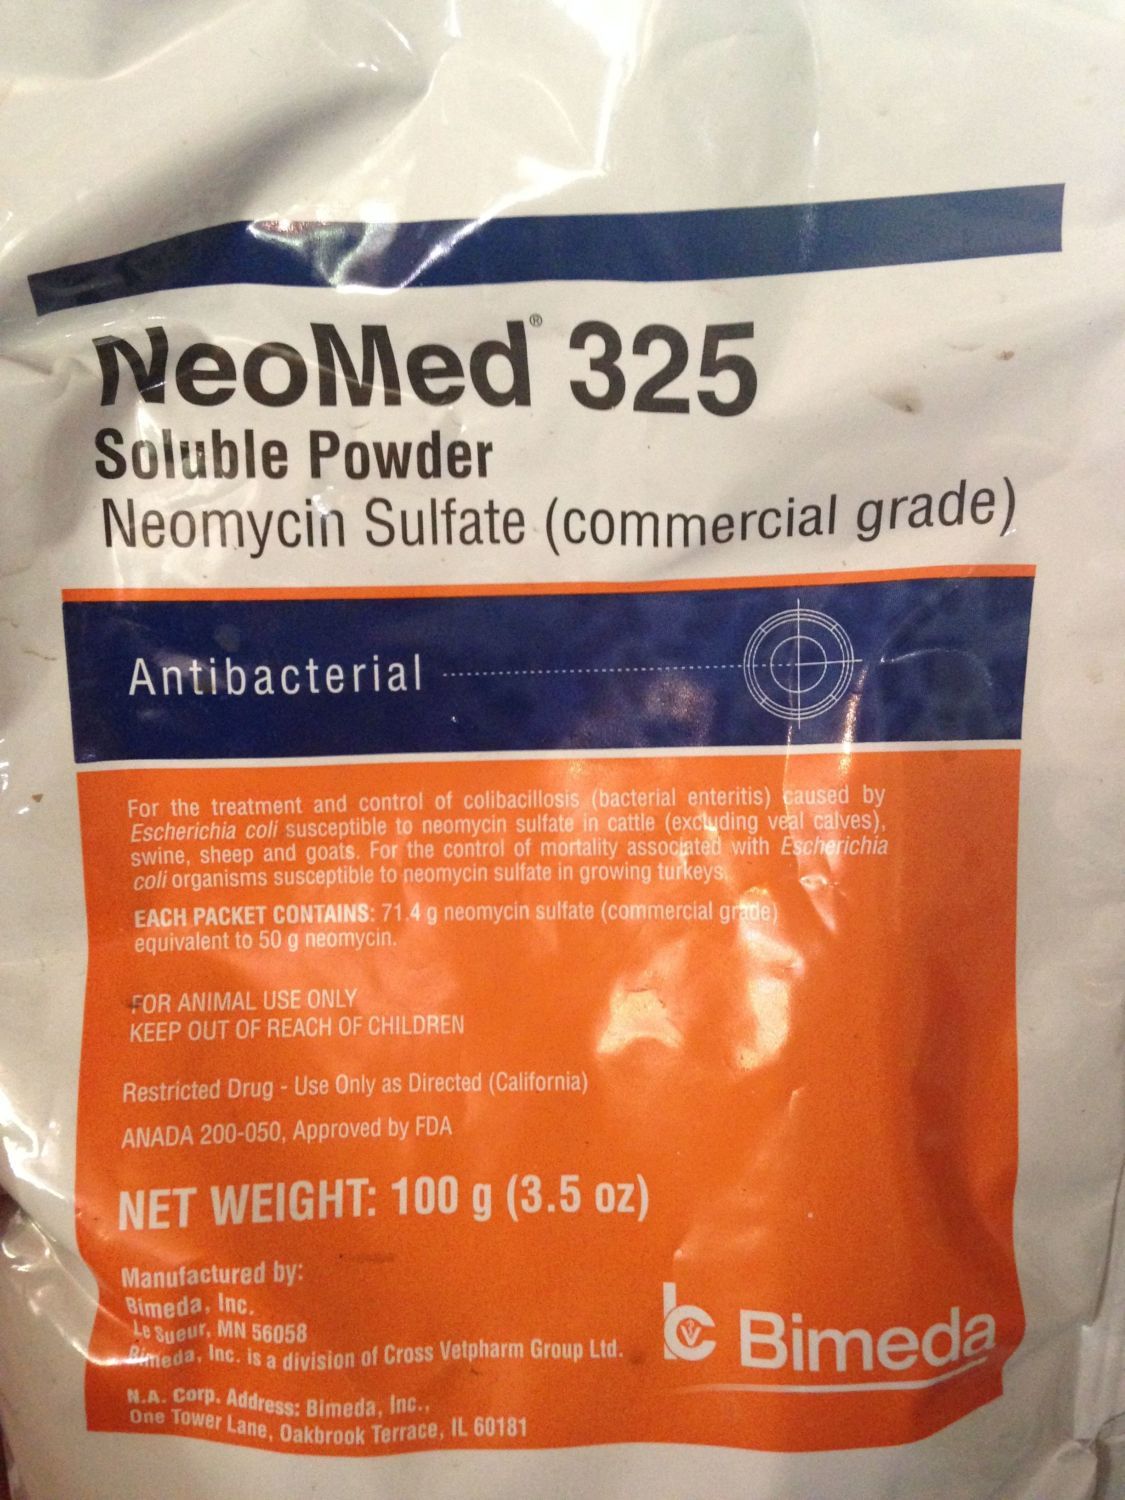 NeoMed® 325
Soluble Powder
Neomycin Sulfate (commercial grade)
Antibacterial
For the treatment and control of colibacillosis (bacterial enteritis) caused by
Escherichia coli susceptible to neomycin sulfate in cattle (excluding veal calves),
swine, sheep and goats. For the control of mortality associated with Escherichia
coli organisms susceptible to neomycin sulfate in growing turkeys.
EACH PACKET CONTAINS: 71.4 g neomycin sulfate (commercial grade)
equivalent to 50 g neomycin.
FOR ANIMAL USE ONLY
KEEP OUT OF REACH OF CHILDREN
Restricted Drug - Use Only as Directed (California)
ANADA 200-050, Approved by FDA
NET WEIGHT: 100 g (3.5 oz)
Manufactured by:
Bimeda, Inc.
Le Sueur, MN 56058
Bimeda, Inc. is a division of Cross Vetpharm Group Ltd.
N.A. Corp. Address: Bimeda, Inc.,
One Tower Lane, Oakbrook Terrace, IL 60181
Bimeda